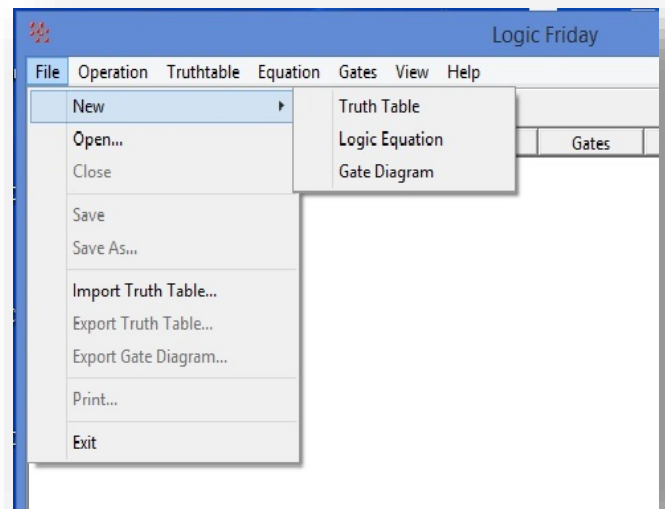 Logic Friday
File Operation Truthtable Equation Gates View Help
New
Truth Table
Open...
Logic Equation
Gates
Close
Gate Diagram
Save
Save As...
Import Truth Table...
Export Truth Table...
Export Gate Diagram...
Print...
Exit